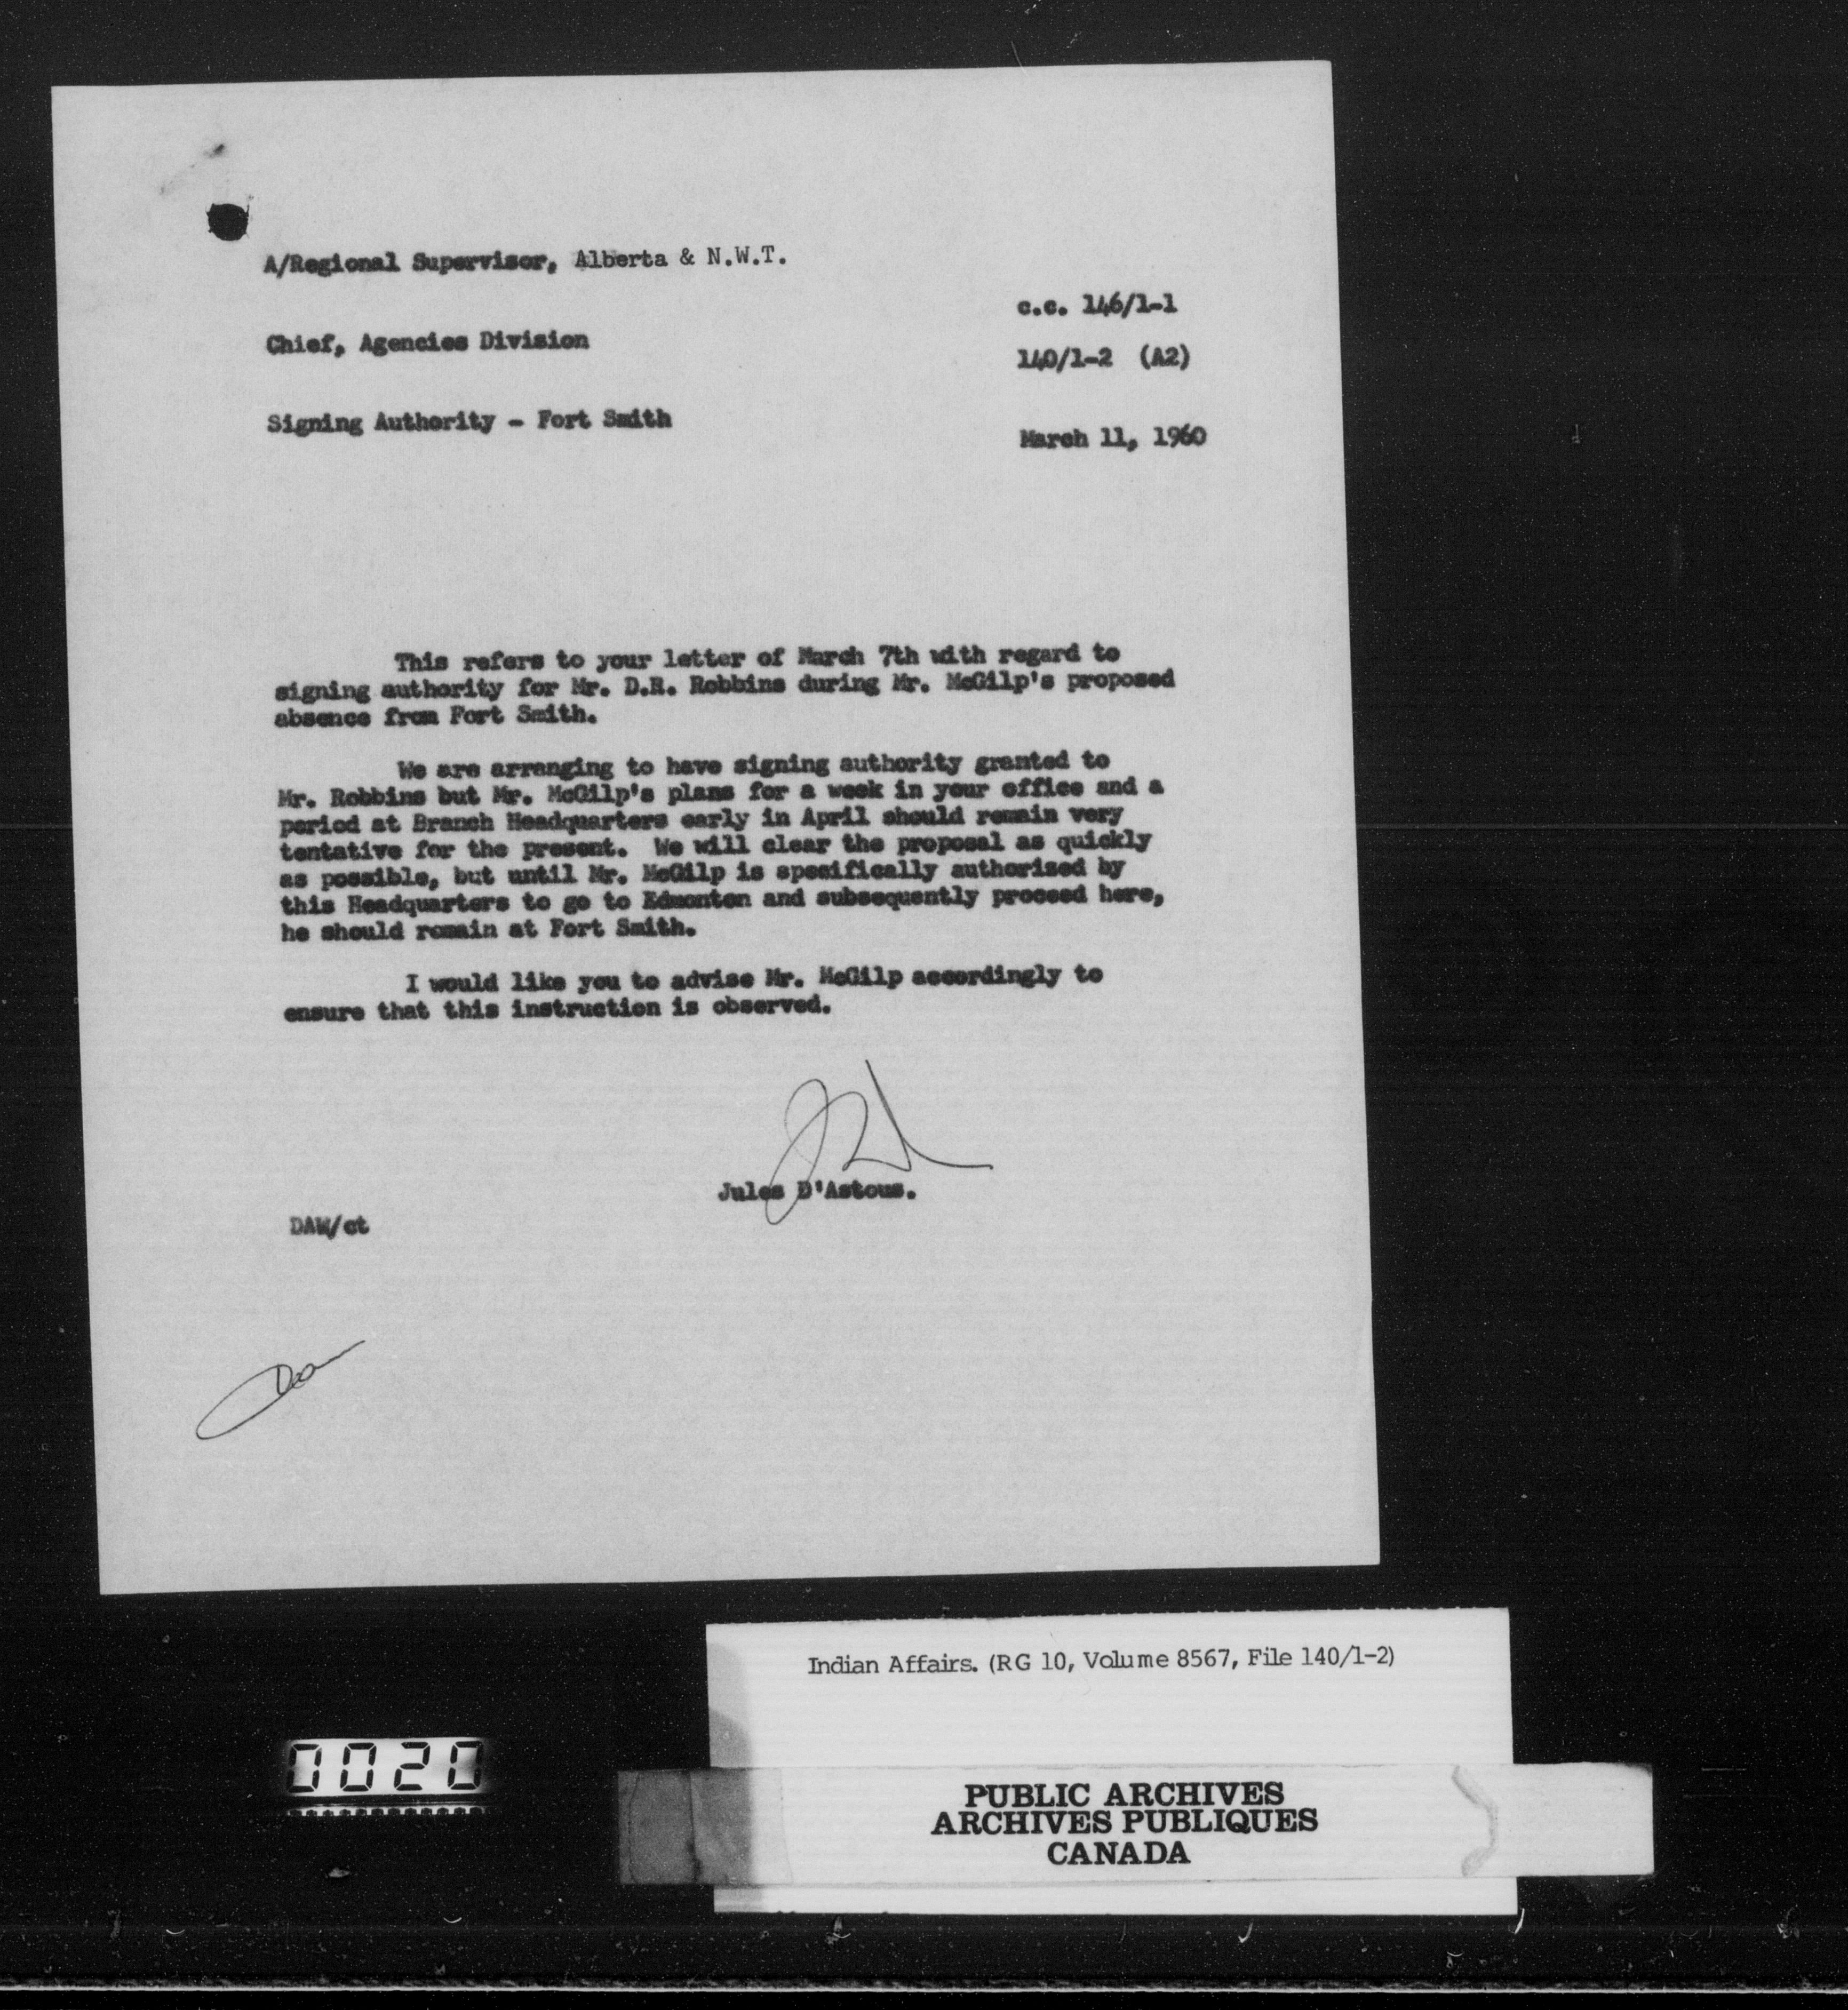 A/Regional Supervisor, Alberta & N.W.T.
c.c. 146/1-1
Chief, Agencies Division
140/1-2 (A2)
Signing Authority - Fort Smith
March 11, 1960
This refers to your letter of March 7th with regard to
signing authority for Mr. D.R. Robbins during Mr. McGilp's proposed
absence from Fort Smith.
We are arranging to have signing authority granted to
Mr. Robbins but Mr. McGilp's plans for a week in your office and a
period at Branch Headquarters early in April should remain very
tentative for the present. We will clear the proposal as quickly
as possible, but until Mr. McGilp is specifically authorized by
this Headquarters to go to Edmonton and subsequently proceed here,
he should remain at Fort Smith.
I would like you to advise Mr. McGilp accordingly to
ensure that this instruction is observed.
Jules D'Astous.
DAW/ct
Indian Affairs. (RG 10, Volume 8567, File 140/1-2)
0020
PUBLIC ARCHIVES
ARCHIVES PUBLIQUES
CANADA